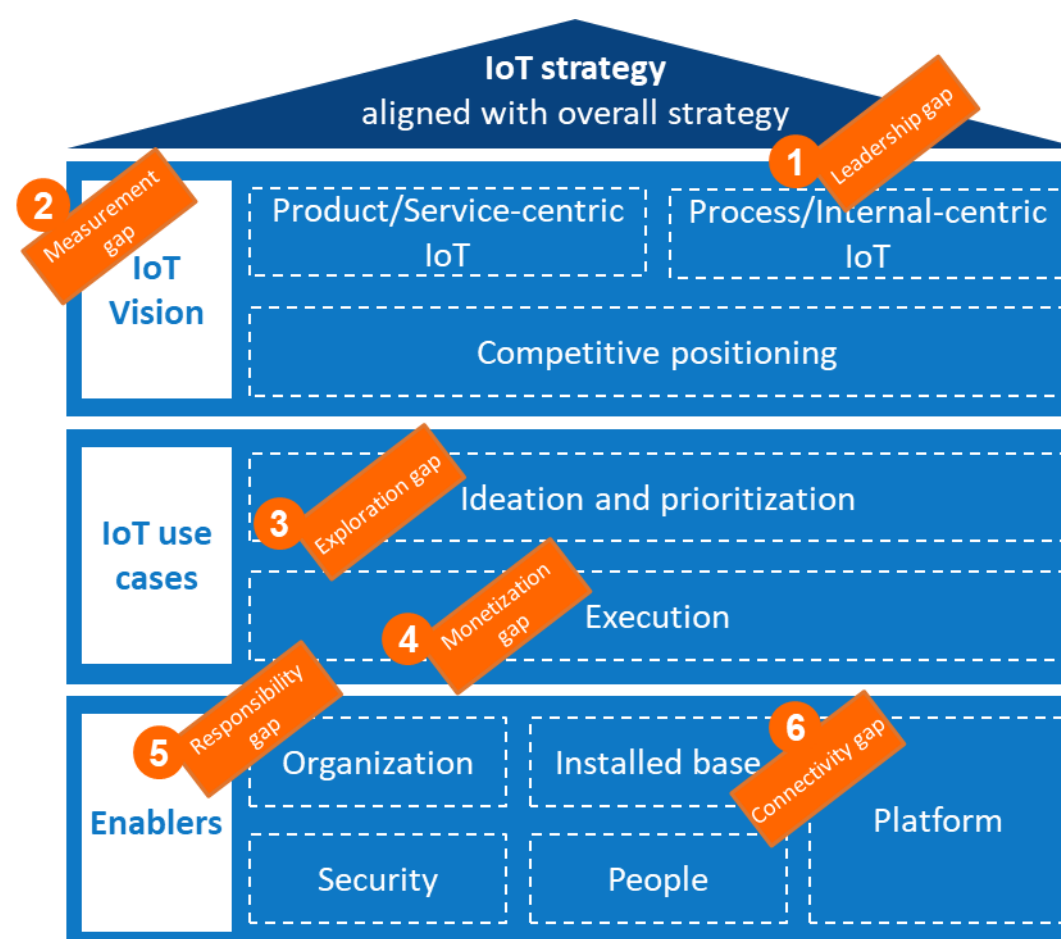 IoT strategy
aligned with overall strategy
1
Leadership gap
2
Measurement
gap
IoT
Vision
Product/Service-centric
IoT
Process/Internal-centric
IoT
Competitive positioning
IoT use
cases
3
Exploration gap
Ideation and prioritization
4
Monetization
gap
Execution
5
Responsibility
gap
Enablers
Organization
Installed base
6
Connectivity gap
Platform
Security
People